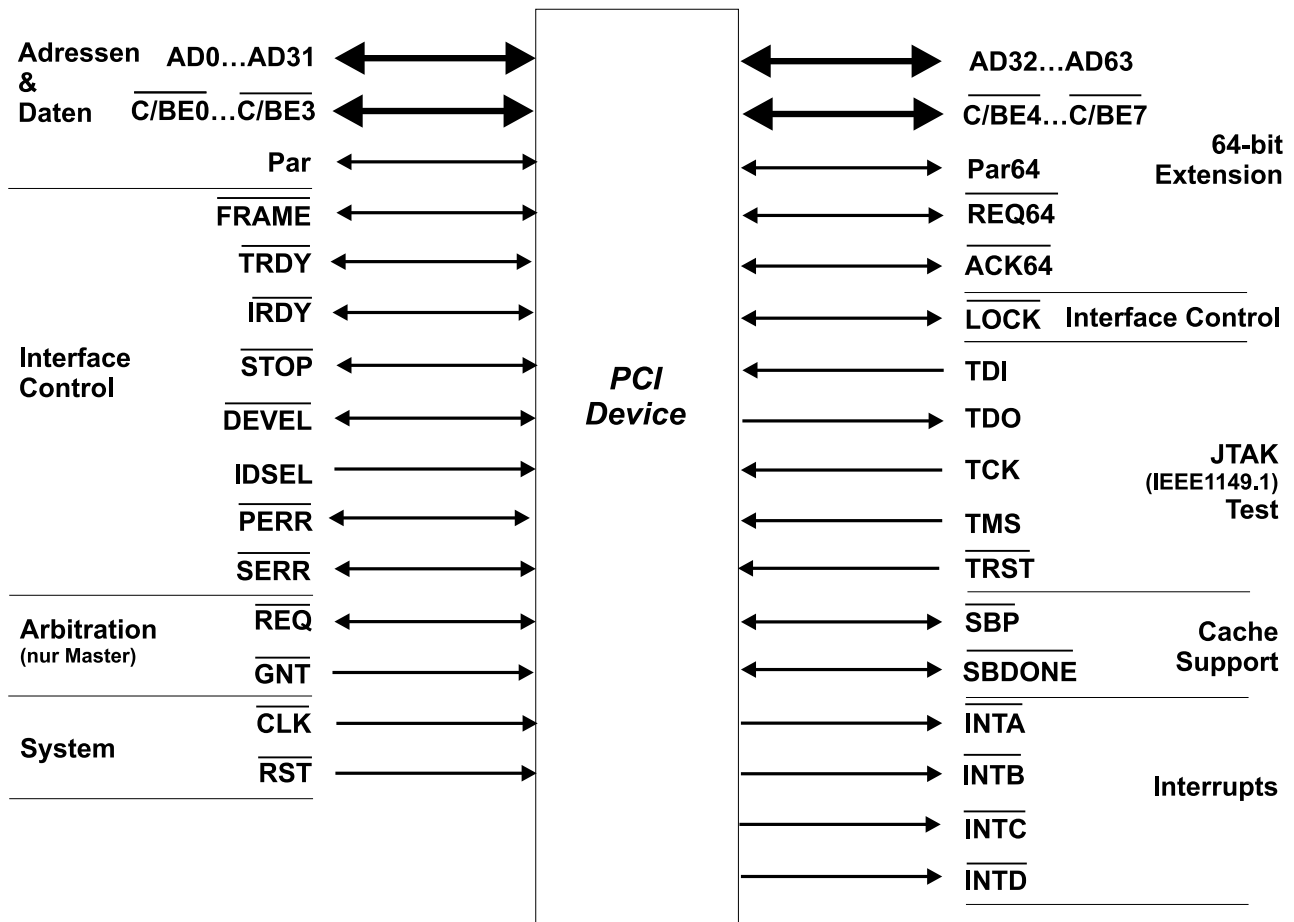 Adressen
&
Daten
AD0...AD31
C/BE0...C/BE3
Par
Interface
Control
FRAME
TRDY
IRDY
STOP
DEVEL
IDSEL
PERR
SERR
Arbitration
(nur Master)
REQ
GNT
System
CLK
RST
PCI
Device
AD32...AD63
C/BE4...C/BE7
Par64
REQ64
ACK64
64-bit
Extension
LOCK
Interface Control
TDI
TDO
TCK
TMS
TRST
JTAK
(IEEE1149.1)
Test
SBP
SBDONE
Cache
Support
INTA
INTB
INTC
INTD
Interrupts